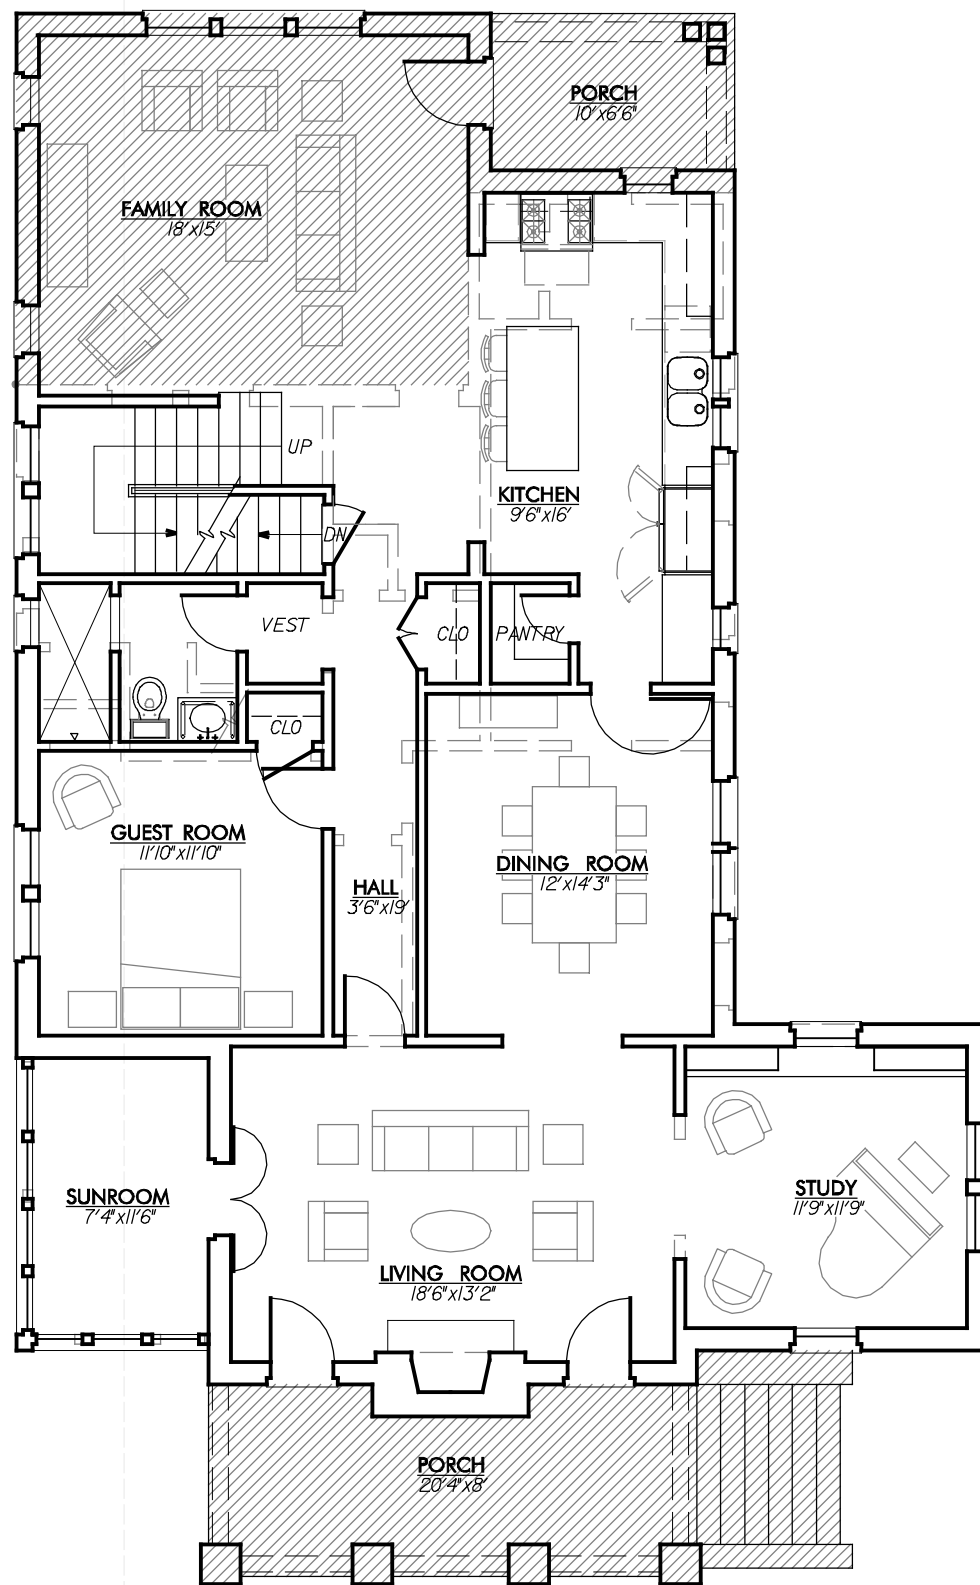 PORCH
10'x6'6"
FAMILY ROOM
18'x15'
UP
KITCHEN
9'6"x16'
DN
VEST
CLO
PANTRY
CLO
GUEST ROOM
11'10"x11'10"
DINING ROOM
12'x14'3"
HALL
3'6"x19'
SUNROOM
7'4"x11'6"
STUDY
11'9"x11'9"
LIVING ROOM
18'6"x13'2"
PORCH
20'4"x8'